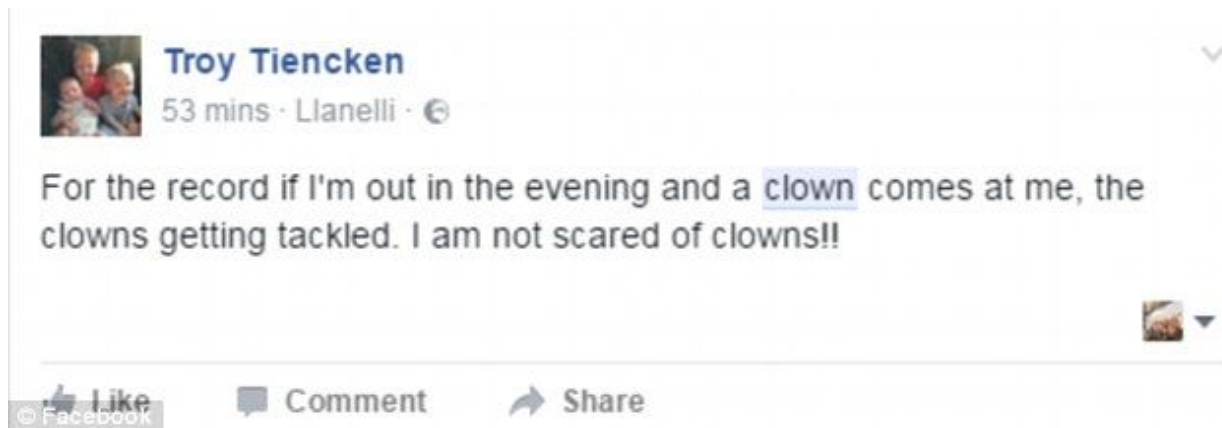 Troy Tiencken
53 mins · Llanelli ·
For the record if I'm out in the evening and a clown comes at me, the
clowns getting tackled. I am not scared of clowns!!
Like Comment Share
© Facebook